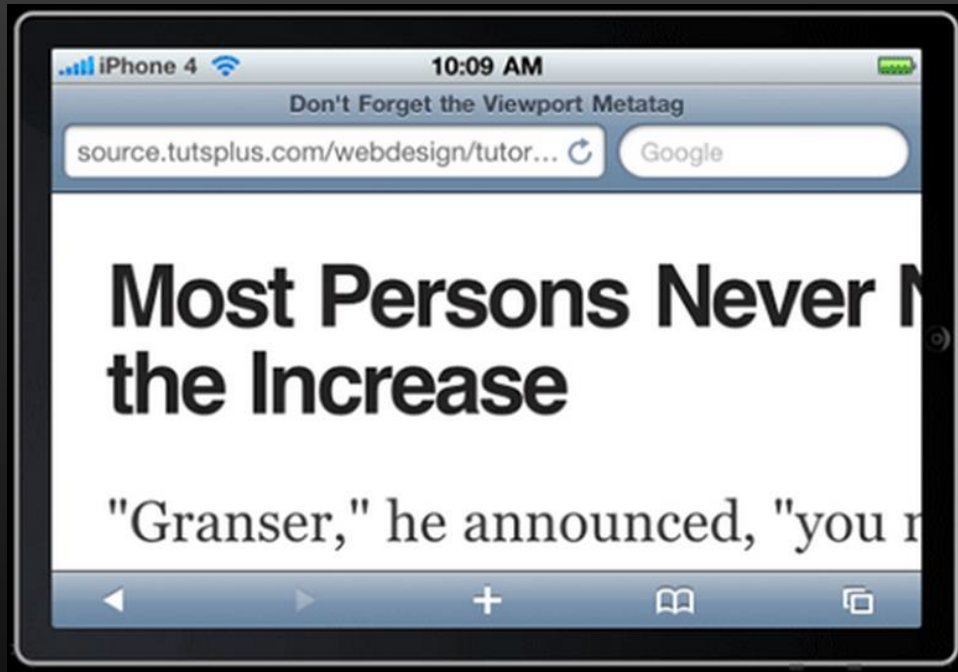 iPhone 4 10:09 AM
Don't Forget the Viewport Metatag
source.tutsplus.com/webdesign/tutor... Google
Most Persons Never
the Increase
"Granser," he announced, "you